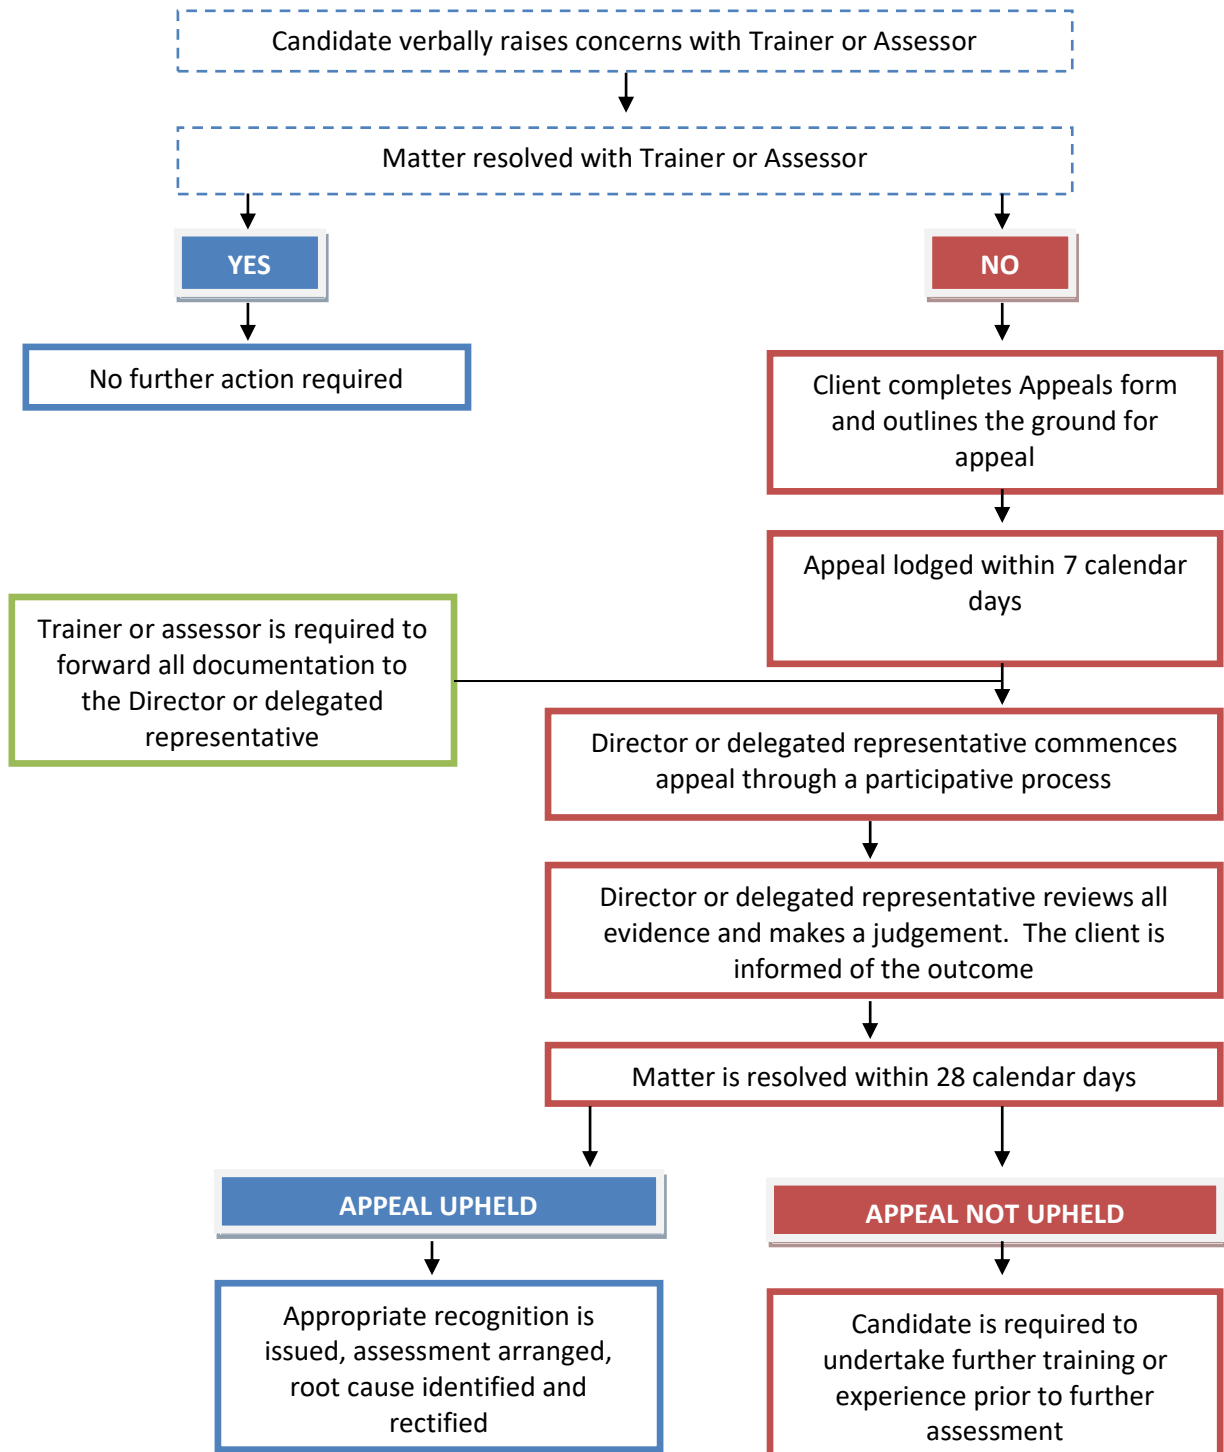 Candidate verbally raises concerns with Trainer or Assessor
Matter resolved with Trainer or Assessor
YES
NO
No further action required
Client completes Appeals form
and outlines the ground for
appeal
Appeal lodged within 7 calendar
days
Trainer or assessor is required to
forward all documentation to
the Director or delegated
representative
Director or delegated representative commences
appeal through a participative process
Director or delegated representative reviews all
evidence and makes a judgement.  The client is
informed of the outcome
Matter is resolved within 28 calendar days
APPEAL UPHELD
APPEAL NOT UPHELD
Appropriate recognition is
issued, assessment arranged,
root cause identified and
rectified
Candidate is required to
undertake further training or
experience prior to further
assessment